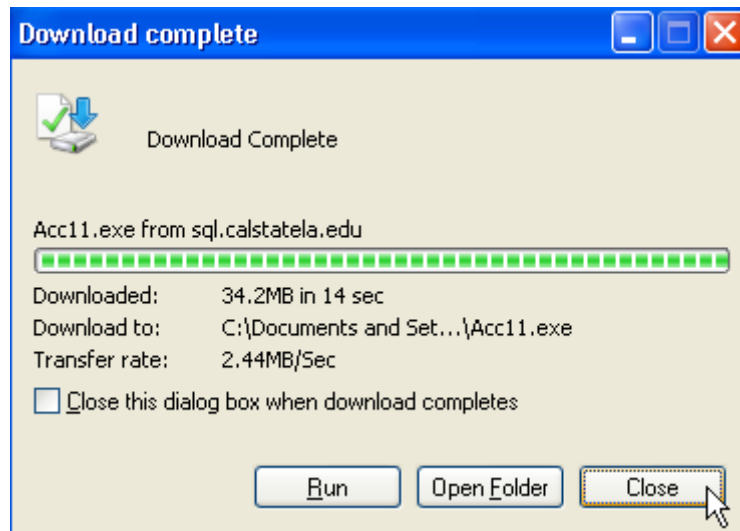 Download complete
Download Complete
Acc11.exe from sql.calstatela.edu
Downloaded: 34.2MB in 14 sec
Download to: C:\Documents and Set...\Acc11.exe
Transfer rate: 2.44MB/Sec
Close this dialog box when download completes
Run Open Folder Close